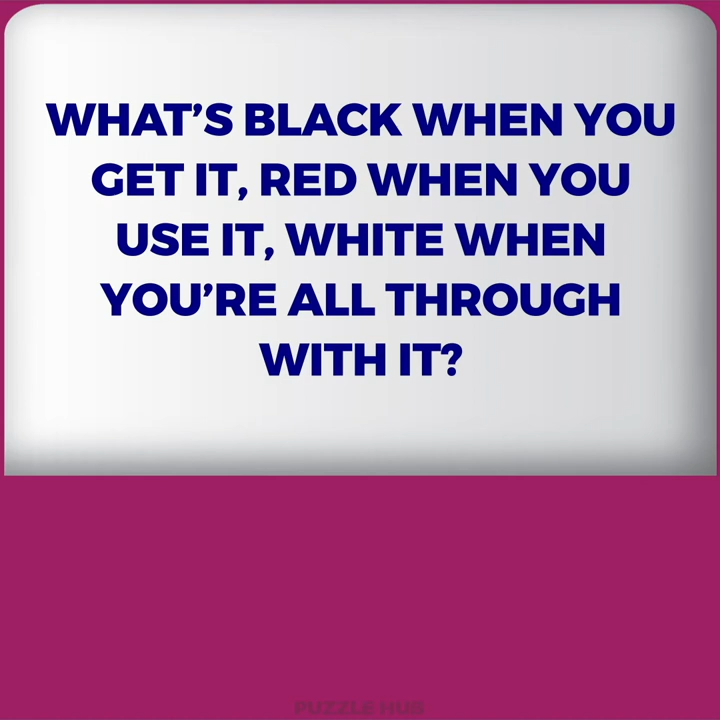 WHAT’S BLACK WHEN YOU
GET IT, RED WHEN YOU
USE IT, WHITE WHEN
YOU’RE ALL THROUGH
WITH IT?
PUZZLE HUB